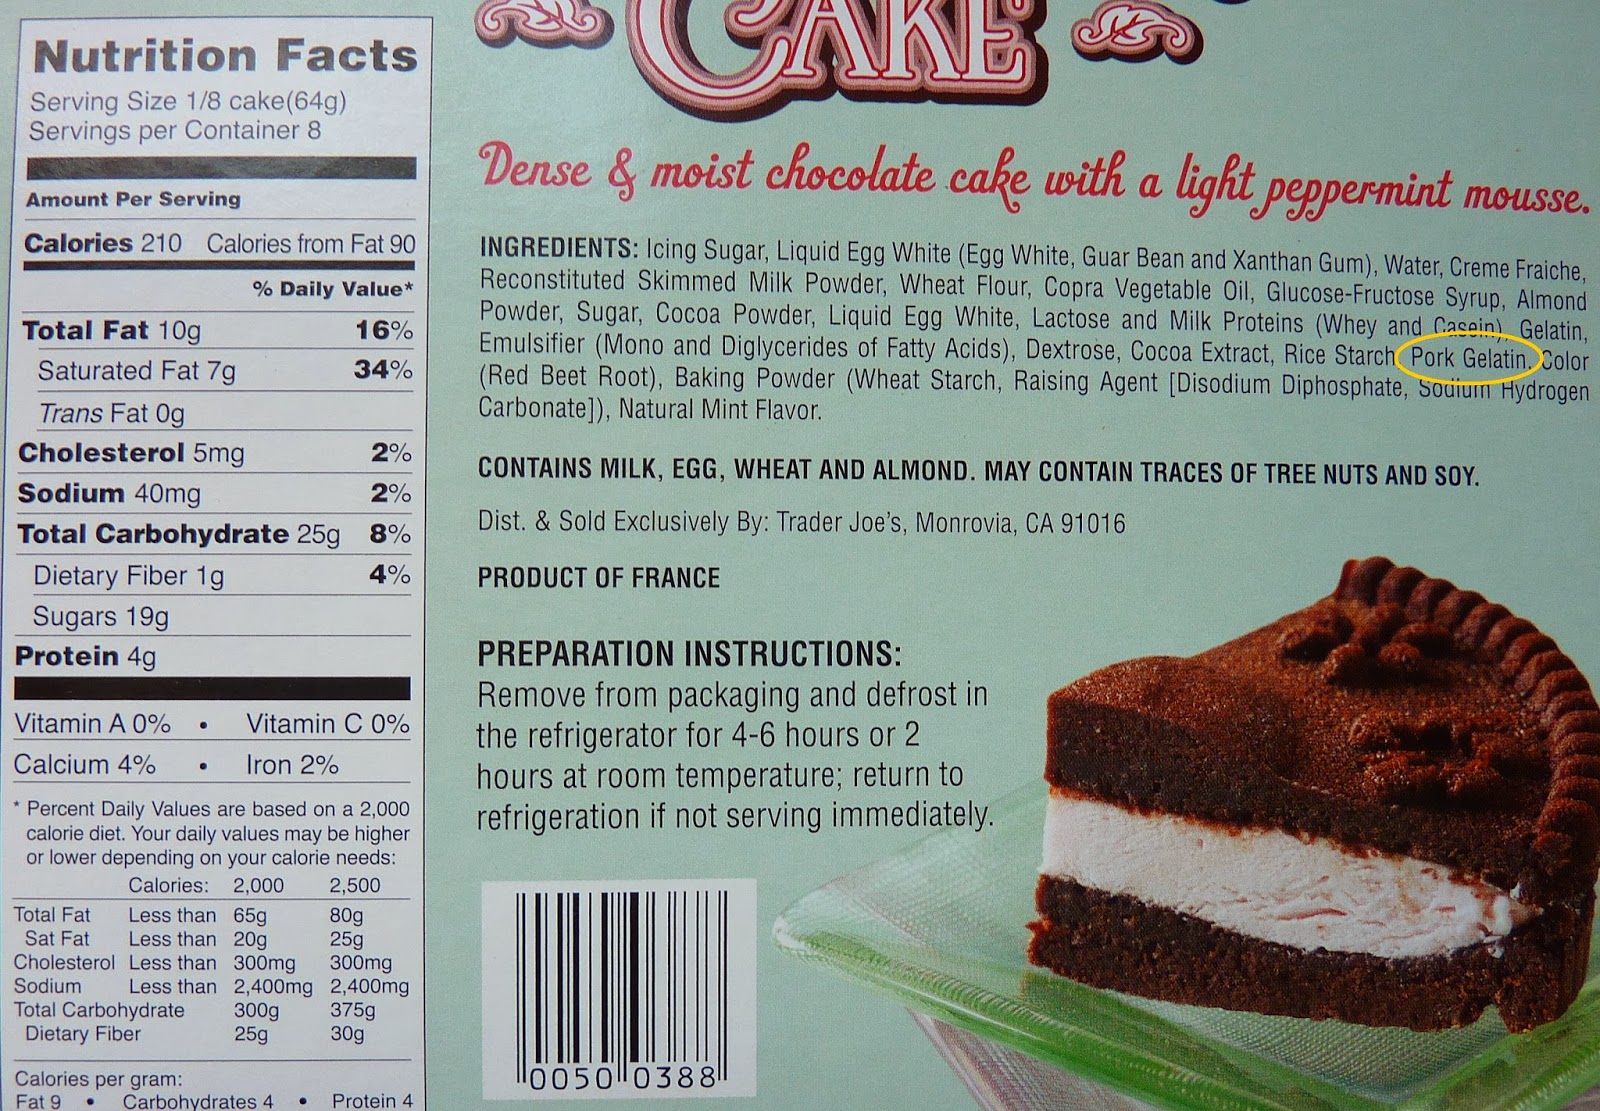 Nutrition Facts
Serving Size 1/8 cake(64g)
Servings per Container 8
Amount Per Serving
Calories 210 Calories from Fat 90
% Daily Value*
Total Fat 10g 16%
Saturated Fat 7g 34%
Trans Fat 0g
Cholesterol 5mg 2%
Sodium 40mg 2%
Total Carbohydrate 25g 8%
Dietary Fiber 1g 4%
Sugars 19g
Protein 4g
Vitamin A 0% • Vitamin C 0%
Calcium 4% • Iron 2%
* Percent Daily Values are based on a 2,000
calorie diet. Your daily values may be higher
or lower depending on your calorie needs:
Calories: 2,000 2,500
Total Fat Less than 65g 80g
Sat Fat Less than 20g 25g
Cholesterol Less than 300mg 300mg
Sodium Less than 2,400mg 2,400mg
Total Carbohydrate 300g 375g
Dietary Fiber 25g 30g
Calories per gram:
Fat 9 • Carbohydrates 4 • Protein 4
CAKE
Dense & moist chocolate cake with a light peppermint mousse.
INGREDIENTS: Icing Sugar, Liquid Egg White (Egg White, Guar Bean and Xanthan Gum), Water, Creme Fraiche,
Reconstituted Skimmed Milk Powder, Wheat Flour, Copra Vegetable Oil, Glucose-Fructose Syrup, Almond
Powder, Sugar, Cocoa Powder, Liquid Egg White, Lactose and Milk Proteins (Whey and Casein), Gelatin,
Emulsifier (Mono and Diglycerides of Fatty Acids), Dextrose, Cocoa Extract, Rice Starch, Pork Gelatin, Color
(Red Beet Root), Baking Powder (Wheat Starch, Raising Agent [Disodium Diphosphate, Sodium Hydrogen
Carbonate]), Natural Mint Flavor.
CONTAINS MILK, EGG, WHEAT AND ALMOND. MAY CONTAIN TRACES OF TREE NUTS AND SOY.
Dist. & Sold Exclusively By: Trader Joe's, Monrovia, CA 91016
PRODUCT OF FRANCE
PREPARATION INSTRUCTIONS:
Remove from packaging and defrost in
the refrigerator for 4-6 hours or 2
hours at room temperature; return to
refrigeration if not serving immediately.
0050 0388